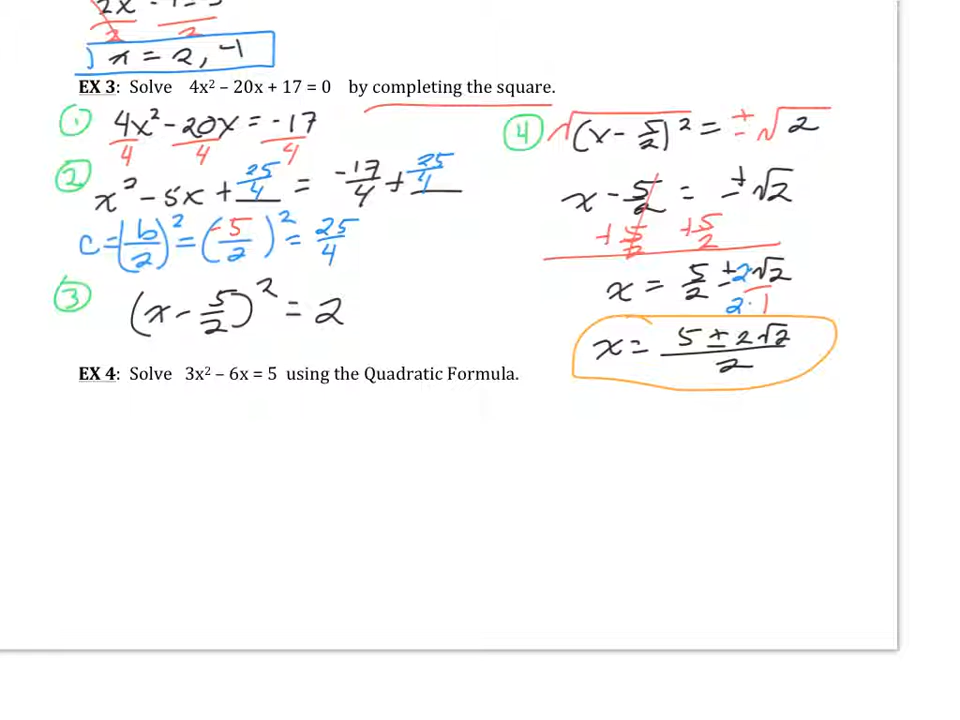 x = 2, -1
EX 3: Solve 4x² – 20x + 17 = 0 by completing the square.
① 4x² - 20x = -17
4 4 4
② x² - 5x + 25/4 = -17/4 + 25/4
c = (b/2)² = (-5/2)² = 25/4
③ (x - 5/2)² = 2
④ √(x - 5/2)² = ±√2
x - 5/2 = ±√2
+ 5/2 + 5/2
x = 5/2 ± 2·√2
2·1
x = 5 ± 2√2
2
EX 4: Solve 3x² – 6x = 5 using the Quadratic Formula.